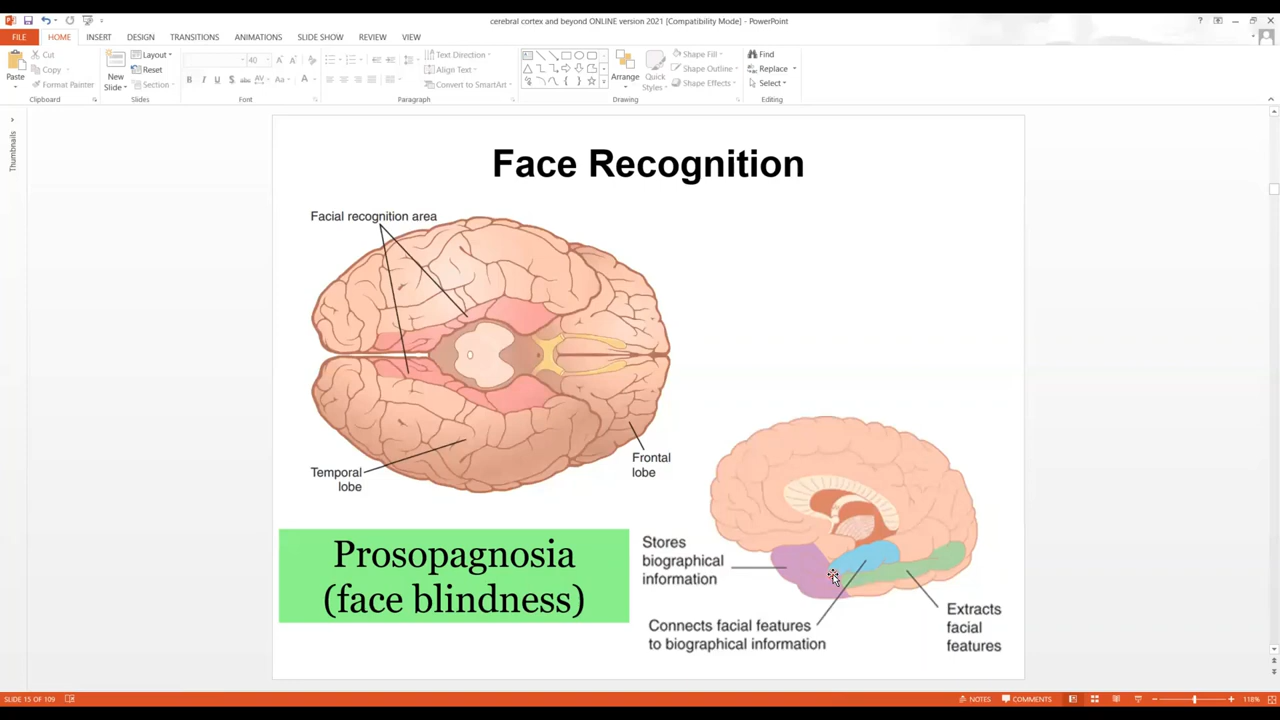 cerebral cortex and beyond ONLINE version 2021 [Compatibility Mode] - PowerPoint
FILE
HOME
INSERT
DESIGN
TRANSITIONS
ANIMATIONS
SLIDE SHOW
REVIEW
VIEW
Paste
Cut
Copy
Format Painter
Clipboard
New
Slide
Layout
Reset
Section
Slides
40
Font
Text Direction
Align Text
Convert to SmartArt
Paragraph
Arrange
Quick
Styles
Shape Fill
Shape Outline
Shape Effects
Drawing
Find
Replace
Select
Editing
Thumbnails
Face Recognition
Facial recognition area
Temporal
lobe
Frontal
lobe
Prosopagnosia
(face blindness)
Stores
biographical
information
Connects facial features
to biographical information
Extracts
facial
features
SLIDE 15 OF 109
NOTES
COMMENTS
118%